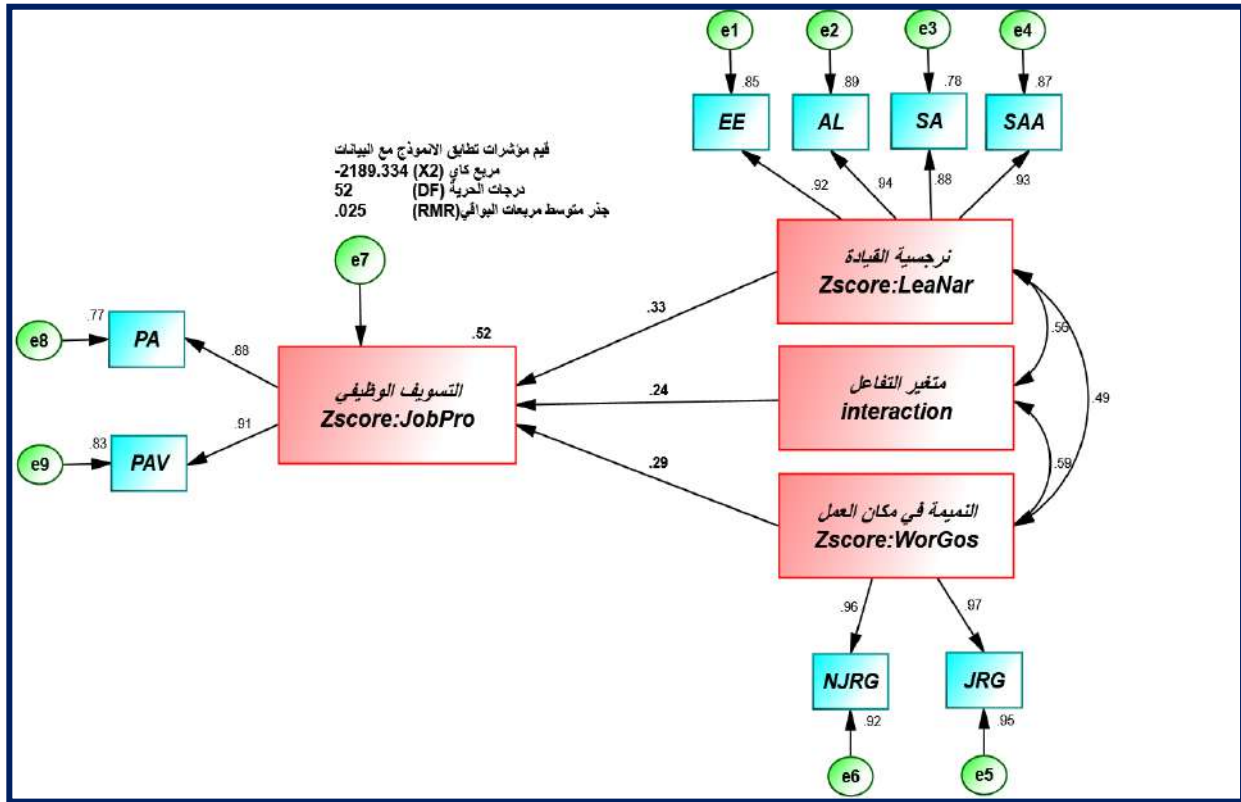 e1
e2
e3
e4
.85
.89
.78
.87
EE
AL
SA
SAA
.92
.94
.88
.93
قيم مؤشرات تطابق الانموذج مع البيانات
مربع كاي (X2) 2189.334-
درجات الحرية (DF) 52
جذر متوسط مربعات البواقي(RMR) .025
e7
نرجسية القيادة
Zscore:LeaNar
.33
.56
.49
e8
.77
PA
.88
.52
التسويف الوظيفي
Zscore:JobPro
متغير التفاعل
interaction
.24
.59
e9
.83
PAV
.91
.29
النميمة في مكان العمل
Zscore:WorGos
.96
.97
NJRG
JRG
.92
.95
e6
e5